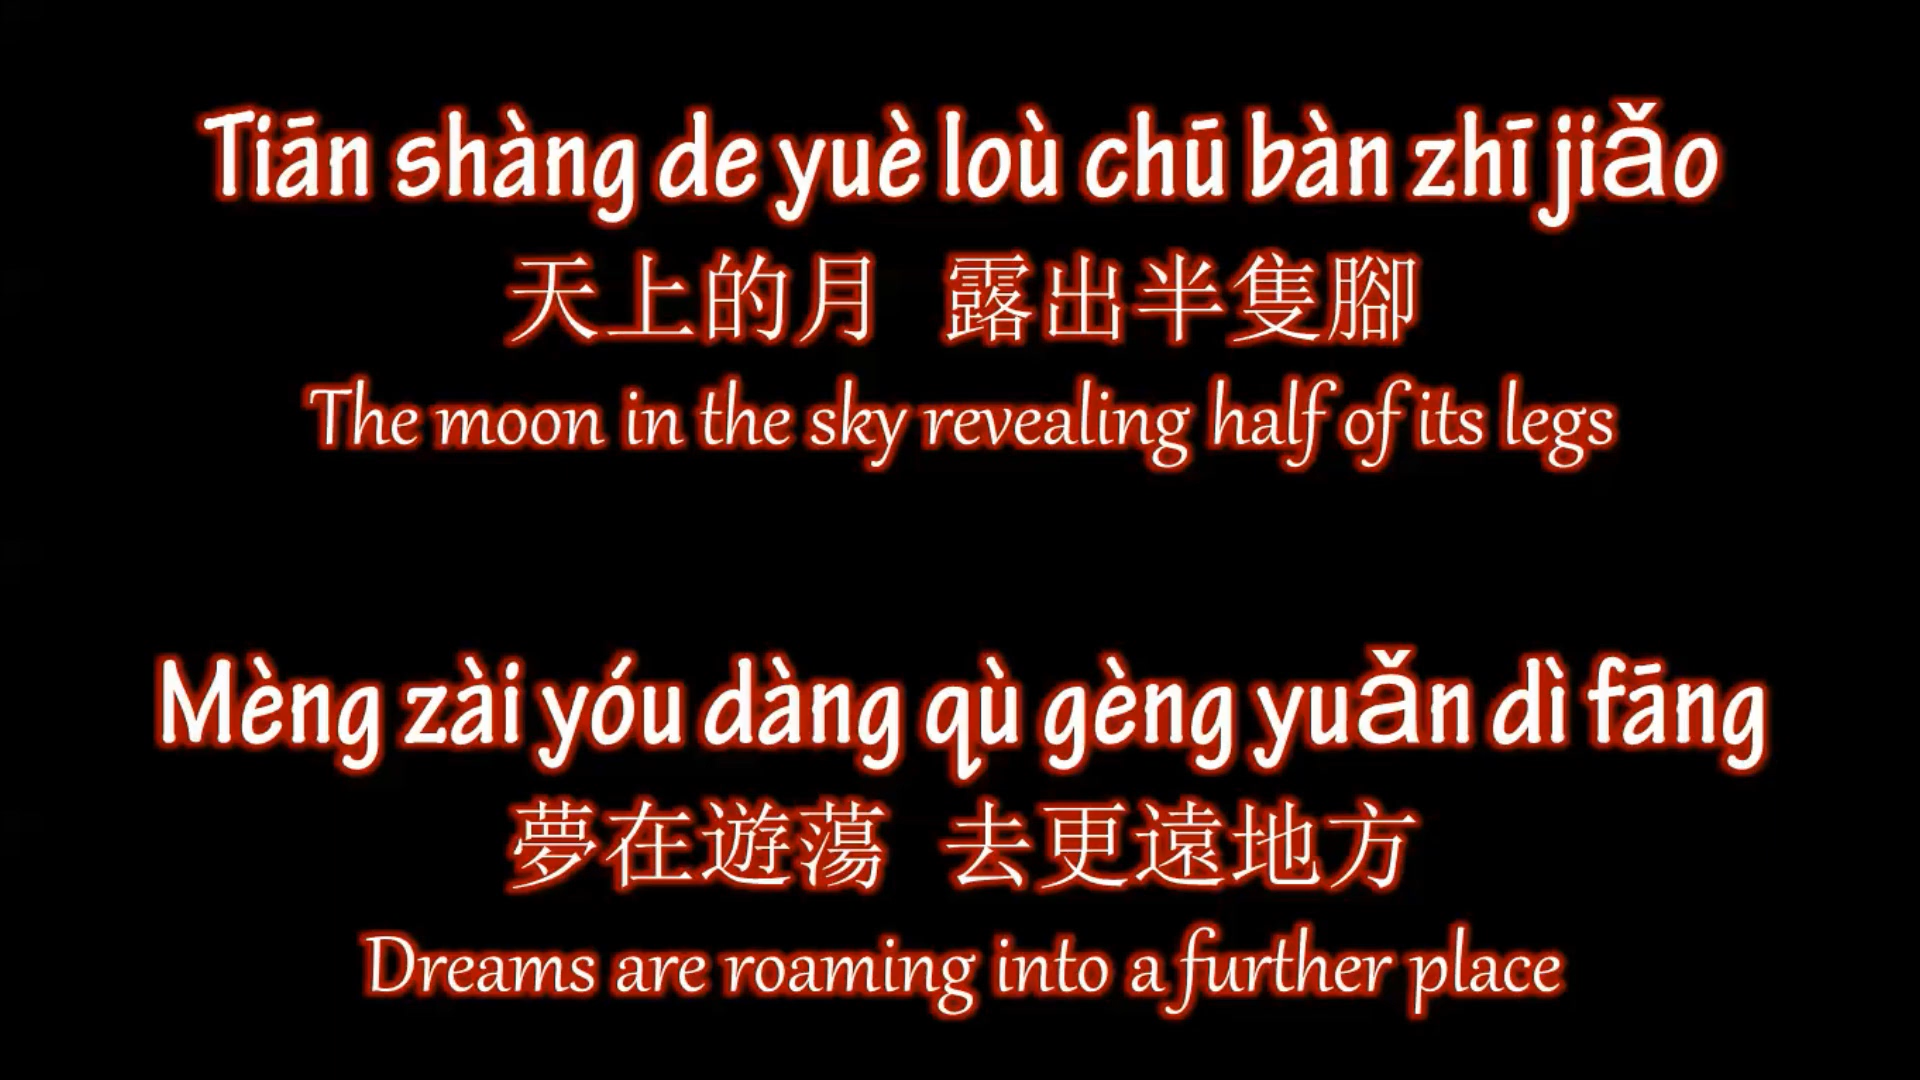 Tiān shàng de yuè loù chū bàn zhī jiǎo
天上的月 露出半隻腳
The moon in the sky revealing half of its legs
Mèng zài yóu dàng qù gèng yuǎn dì fāng
夢在遊蕩 去更遠地方
Dreams are roaming into a further place